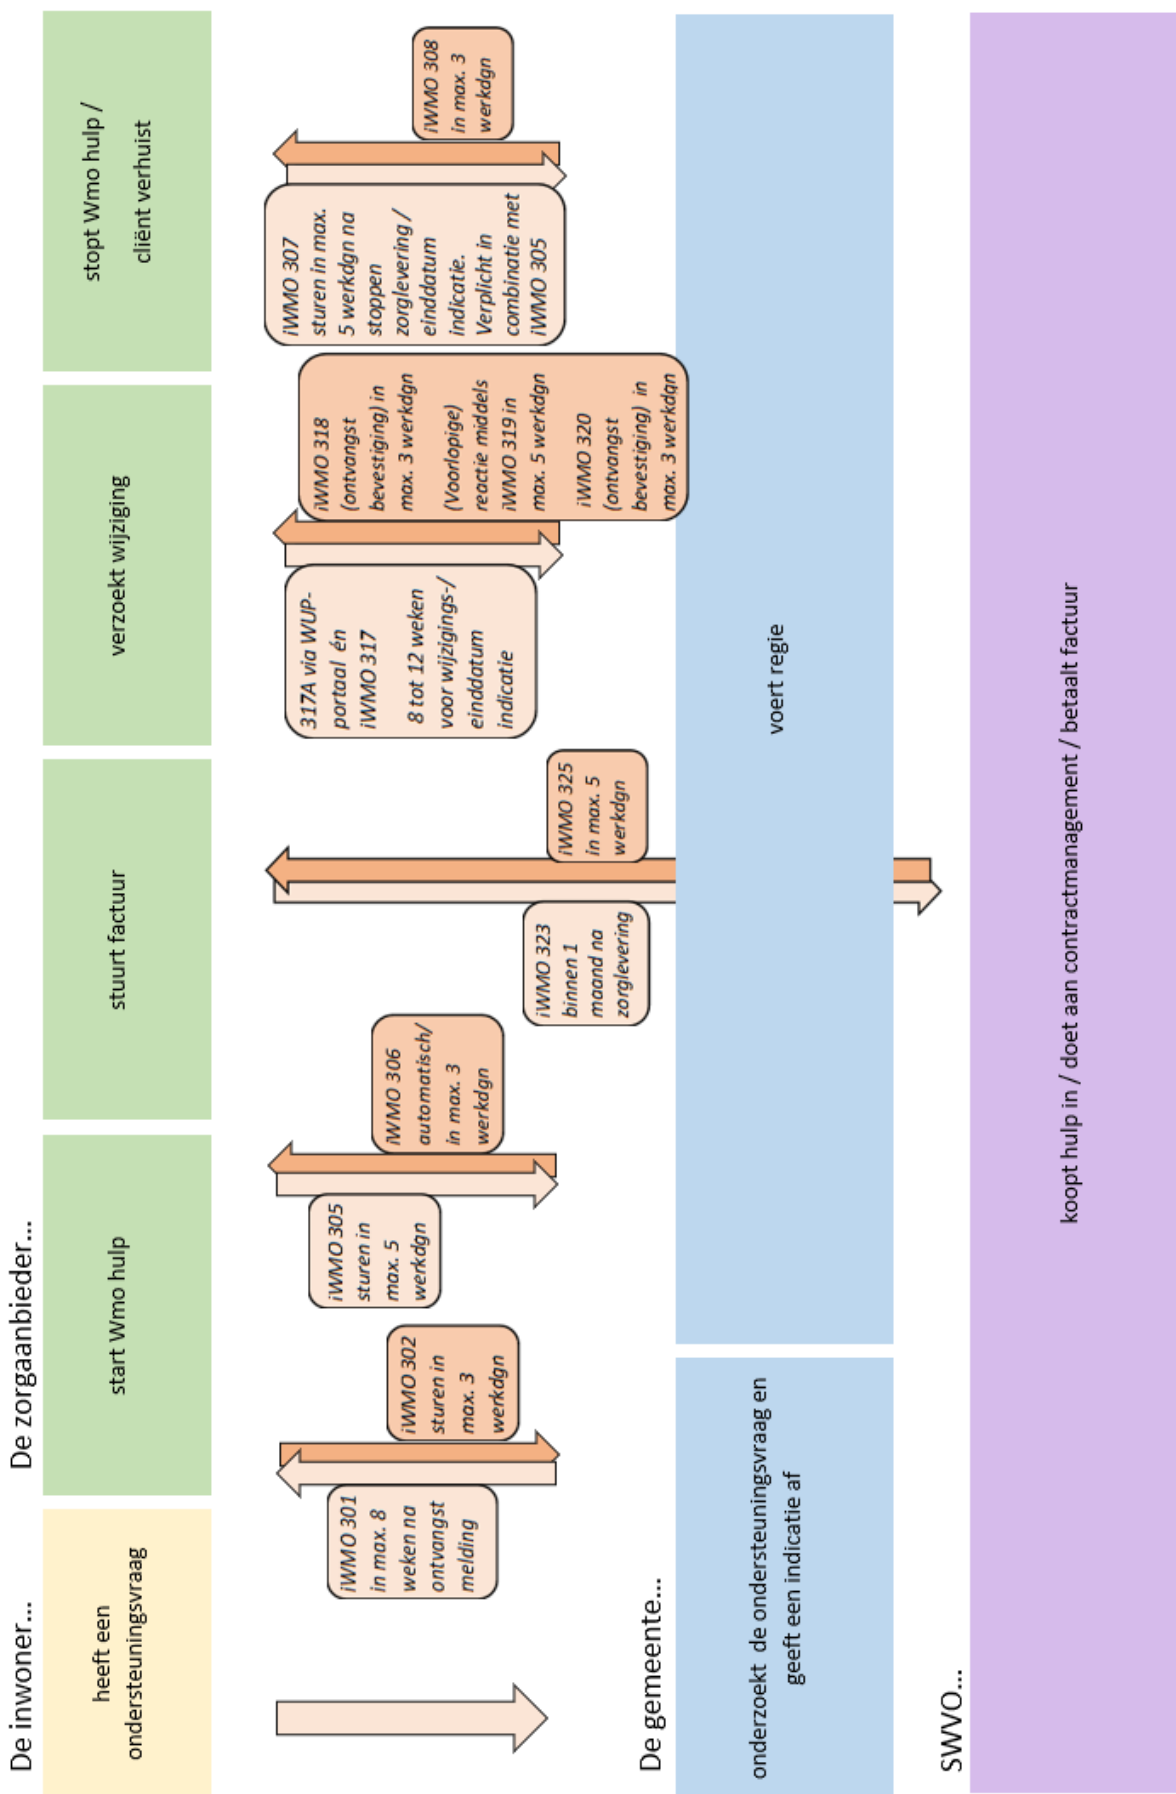 De inwoner...
De zorgaanbieder...
heeft een
ondersteuningsvraag
start Wmo hulp
stuurt factuur
verzoekt wijziging
stopt Wmo hulp /
cliënt verhuist
iWMO 301
in max. 8
weken na
ontvangst
melding
iWMO 302
sturen in
max. 3
werkdgn
iWMO 305
sturen in
max. 5
werkdgn
iWMO 306
automatisch/
in max. 3
werkdgn
iWMO 323
binnen 1
maand na
zorglevering
iWMO 325
in max. 5
werkdgn
317A via WUP-
portaal én
iWMO 317
8 tot 12 weken
voor wijzigings-/
einddatum
indicatie
iWMO 318
(ontvangst
bevestiging) in
max. 3 werkdgn
(Voorlopige)
reactie middels
iWMO 319 in
max. 5 werkdgn
iWMO 320
(ontvangst
bevestiging) in
max. 3 werkdgn
iWMO 307
sturen in max.
5 werkdgn na
stoppen
zorglevering /
einddatum
indicatie.
Verplicht in
combinatie met
iWMO 305
iWMO 308
in max. 3
werkdgn
De gemeente...
onderzoekt de ondersteuningsvraag en
geeft een indicatie af
voert regie
SWVO...
koopt hulp in / doet aan contractmanagement / betaalt factuur